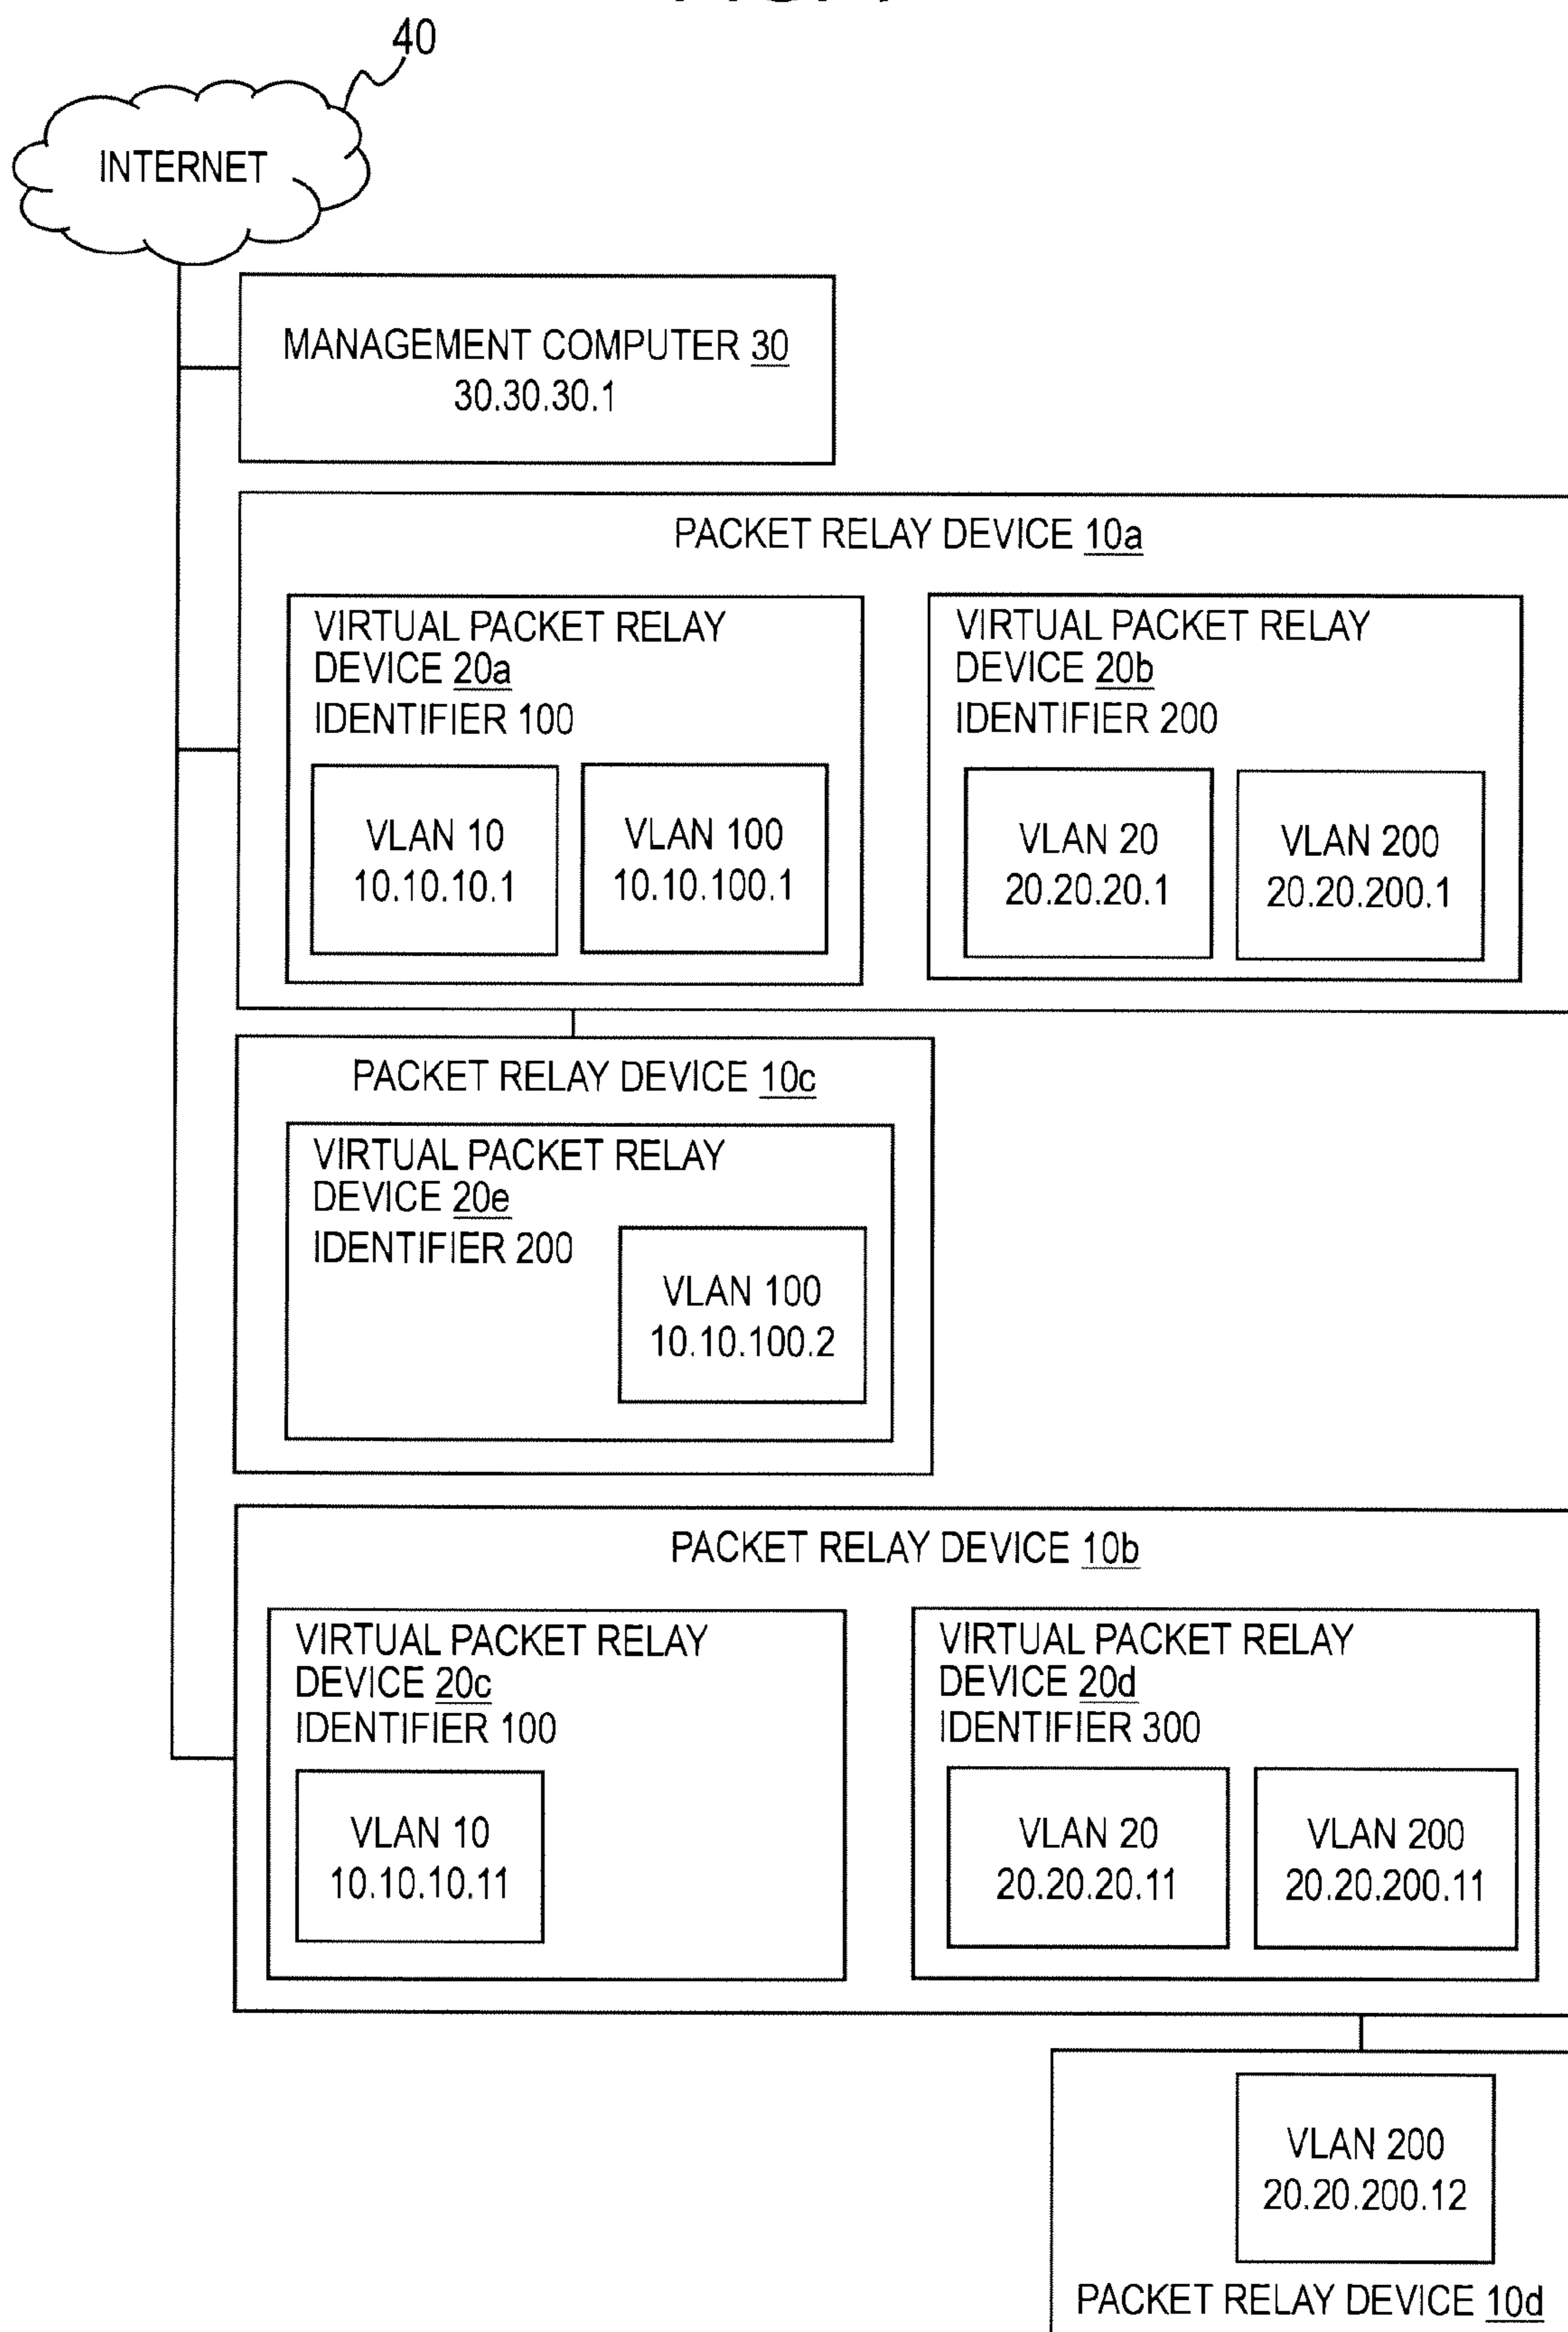 40
INTERNET
MANAGEMENT COMPUTER 30
30.30.30.1
PACKET RELAY DEVICE 10a
VIRTUAL PACKET RELAY
DEVICE 20a
IDENTIFIER 100
VLAN 10
10.10.10.1
VLAN 100
10.10.100.1
VIRTUAL PACKET RELAY
DEVICE 20b
IDENTIFIER 200
VLAN 20
20.20.20.1
VLAN 200
20.20.200.1
PACKET RELAY DEVICE 10c
VIRTUAL PACKET RELAY
DEVICE 20e
IDENTIFIER 200
VLAN 100
10.10.100.2
PACKET RELAY DEVICE 10b
VIRTUAL PACKET RELAY
DEVICE 20c
IDENTIFIER 100
VLAN 10
10.10.10.11
VIRTUAL PACKET RELAY
DEVICE 20d
IDENTIFIER 300
VLAN 20
20.20.20.11
VLAN 200
20.20.200.11
VLAN 200
20.20.200.12
PACKET RELAY DEVICE 10d